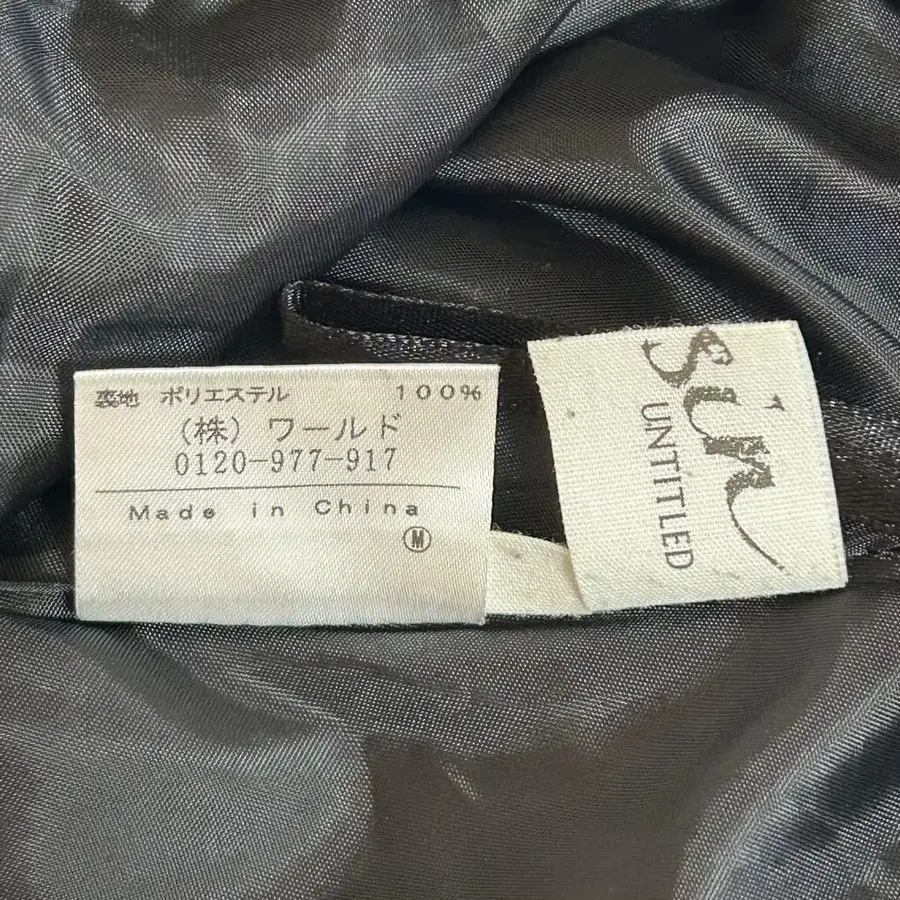 裏地 ポリエステル 100%
(株) ワールド
0120-977-917
Made in China
Ⓜ
sin
UNTITLED